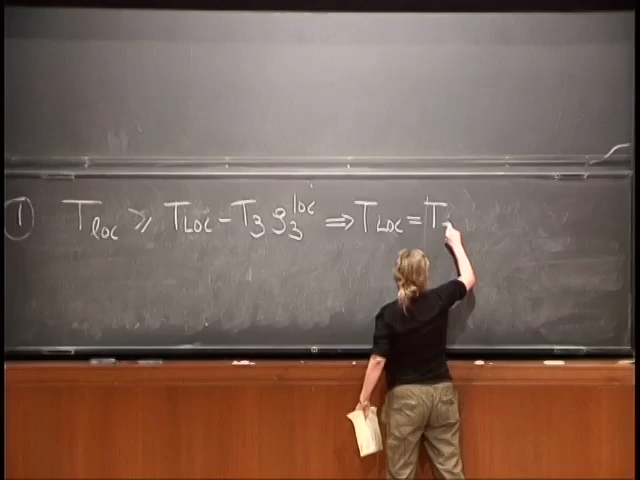 ① T_loc ≥ T_LOC - T_3 g_3^loc ⇒ T_LOC = T